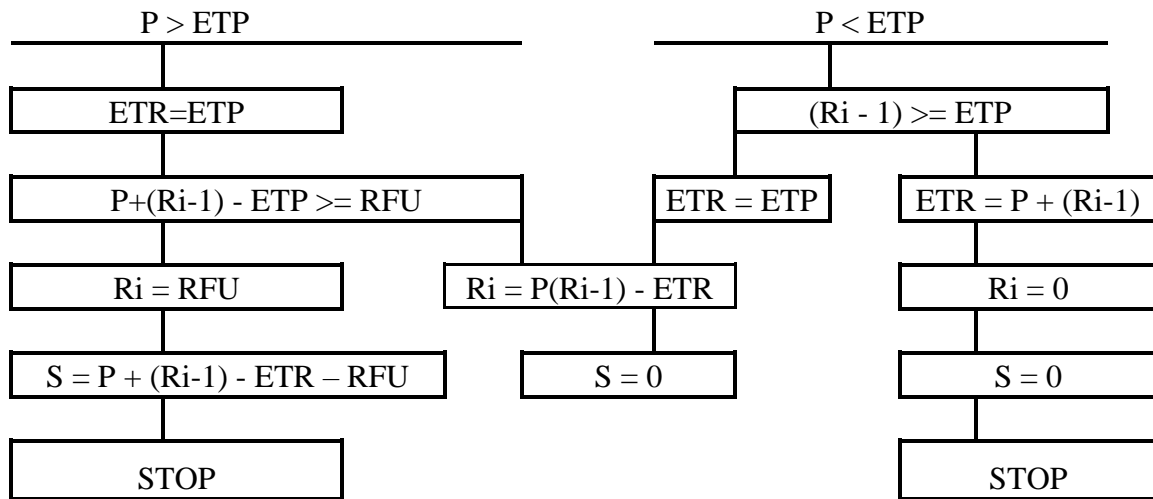 P > ETP
P < ETP
ETR=ETP
(Ri - 1) >= ETP
P+(Ri-1) - ETP >= RFU
ETR = ETP
ETR = P + (Ri-1)
Ri = RFU
Ri = P(Ri-1) - ETR
Ri = 0
S = P + (Ri-1) - ETR – RFU
S = 0
S = 0
STOP
STOP